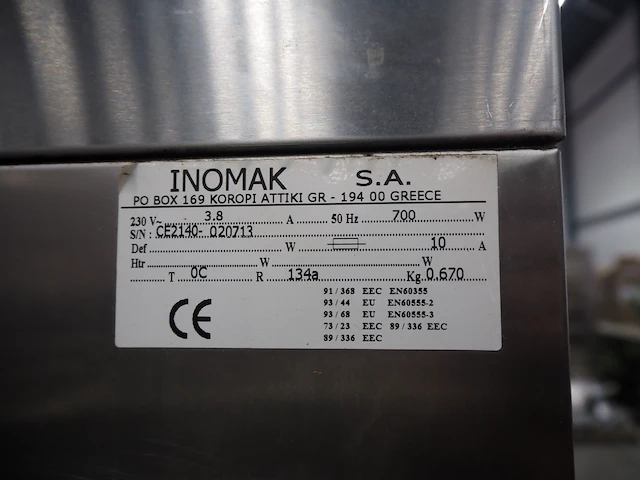 INOMAK S.A.
PO BOX 169 KOROPI ATTIKI GR - 194 00 GREECE
230 V~ 3.8 A 50 Hz 700 W
S/N : CE2140- 020713
Def W 10 A
Htr W W
T 0C R 134a Kg 0.670
91 / 368 EEC EN60355
93 / 44 EU EN60555-2
93 / 68 EU EN60555-3
73 / 23 EEC 89 / 336 EEC
89 / 336 EEC
CE